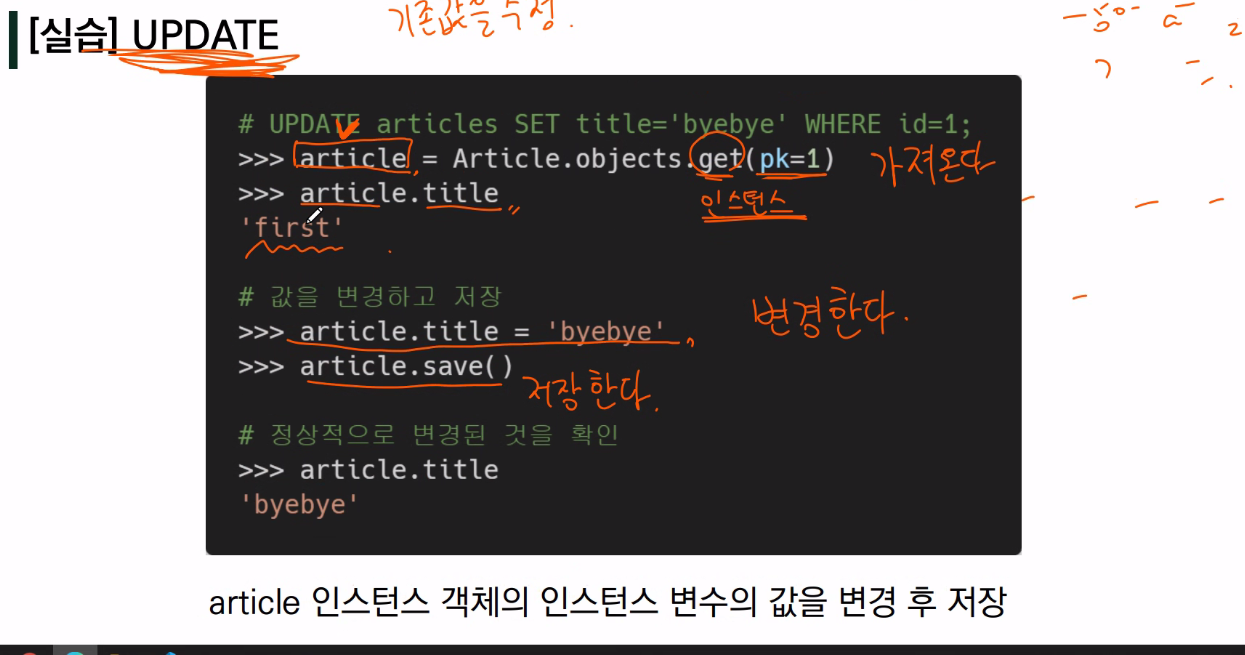 기존값을 수정.
[실습] UPDATE
# UPDATE articles SET title='byebye' WHERE id=1;
>>> article = Article.objects.get(pk=1) 가져온다
>>> article.title 인스턴스
'first'
# 값을 변경하고 저장
>>> article.title = 'byebye' 변경한다.
>>> article.save() 저장한다.
# 정상적으로 변경된 것을 확인
>>> article.title
'byebye'
article 인스턴스 객체의 인스턴스 변수의 값을 변경 후 저장